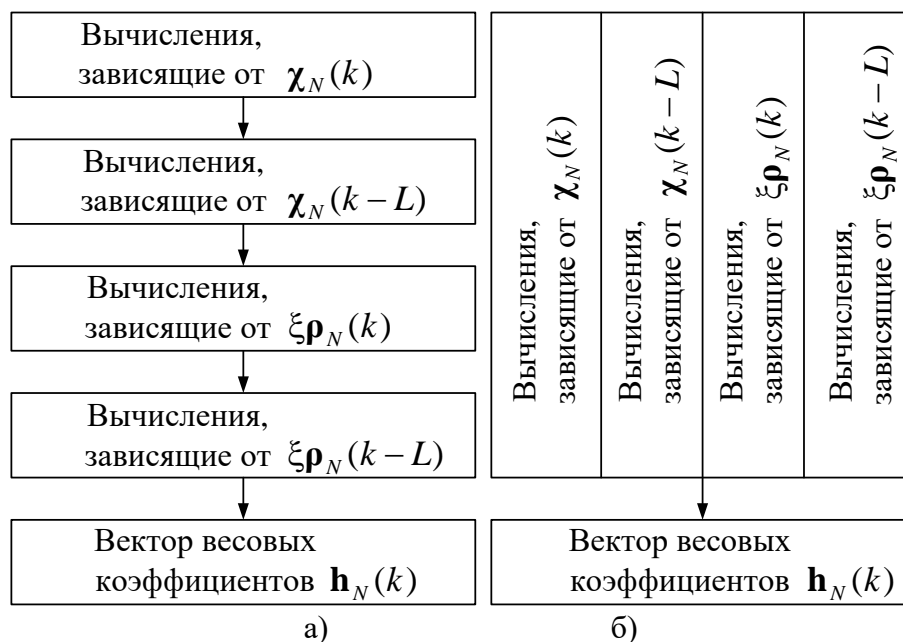 Вычисления,
зависящие от χ_N(k)
Вычисления,
зависящие от χ_N(k − L)
Вычисления,
зависящие от ξρ_N(k)
Вычисления,
зависящие от ξρ_N(k − L)
Вектор весовых
коэффициентов h_N(k)
а)
Вычисления,
зависящие от χ_N(k)
Вычисления,
зависящие от χ_N(k − L)
Вычисления,
зависящие от ξρ_N(k)
Вычисления,
зависящие от ξρ_N(k − L)
Вектор весовых
коэффициентов h_N(k)
б)